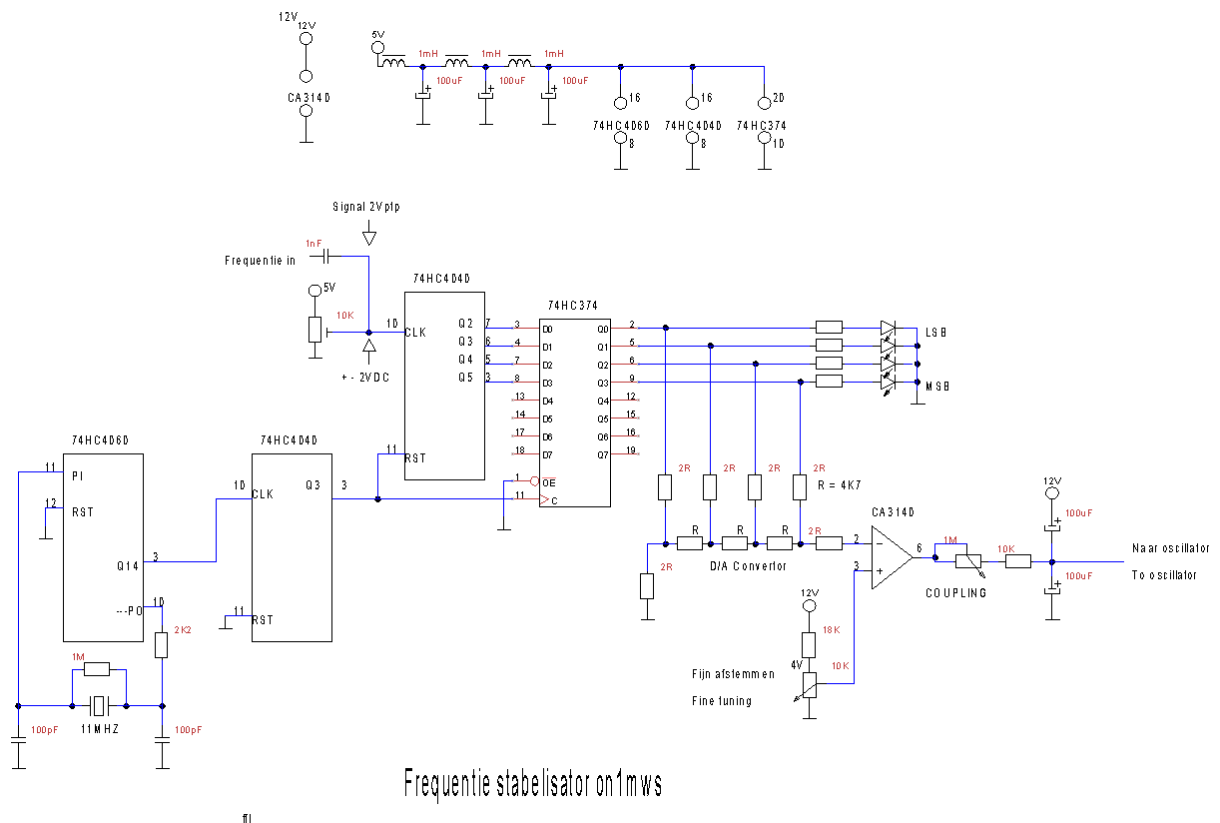 12V
12V
CA3140
5V
1mH
1mH
1mH
100uF
100uF
100uF
16
16
20
74HC4060
74HC4040
74HC374
8
8
10
Signal 2Vptp
1nF
Frequentie in
5V
10K
+ - 2VDC
74HC4040
10
CLK
Q2
7
Q3
6
Q4
5
Q5
3
11
RST
74HC374
3
D0
Q0
2
4
D1
Q1
5
7
D2
Q2
6
8
D3
Q3
9
13
D4
Q4
12
14
D5
Q5
15
17
D6
Q6
16
18
D7
Q7
19
1
OE
11
C
LSB
MSB
74HC4060
11
PI
12
RST
Q14
3
---PO
10
2K2
1M
11MHZ
100pF
100pF
74HC4040
10
CLK
Q3
3
11
RST
2R
2R
2R
2R
R = 4K7
R
R
R
2R
2R
D/A Convertor
CA3140
2
−
3
+
6
1M
COUPLING
10K
12V
100uF
100uF
Naar oscillator
To oscillator
12V
18K
4V
10K
Fijn afstemmen
Fine tuning
Frequentie stabelisator on1mws